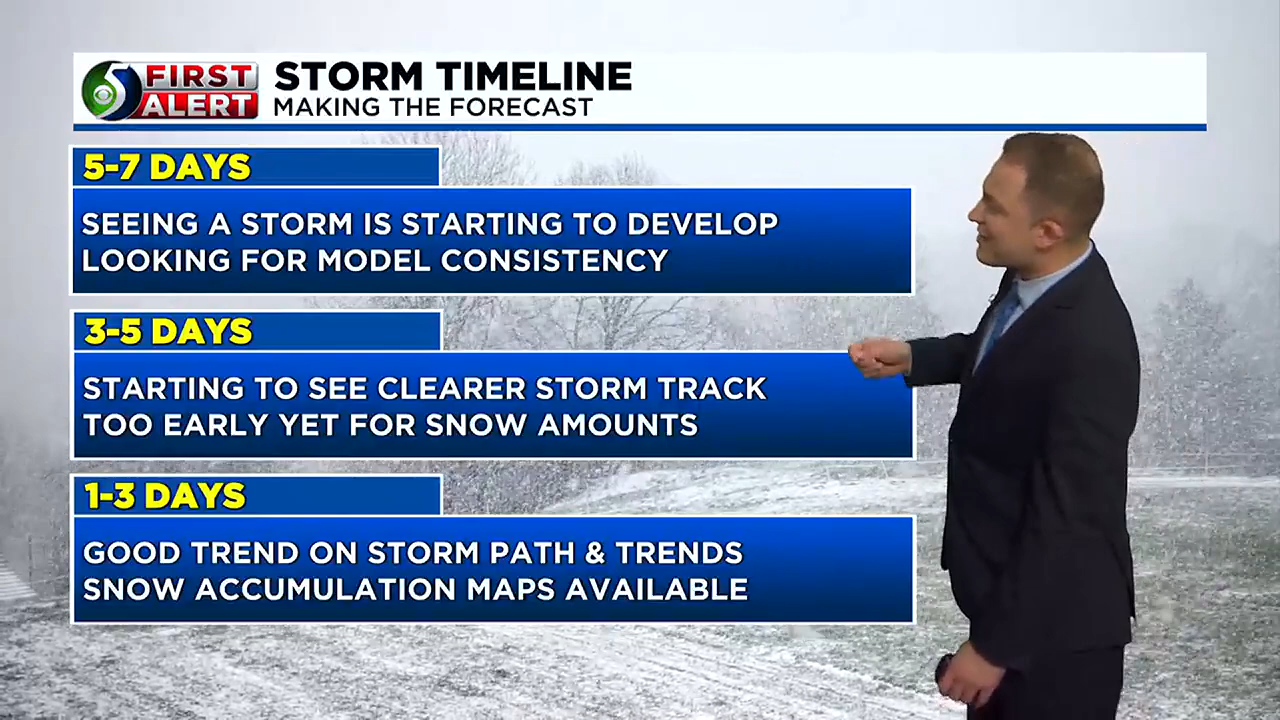 5 FIRST ALERT
STORM TIMELINE
MAKING THE FORECAST
5-7 DAYS
SEEING A STORM IS STARTING TO DEVELOP
LOOKING FOR MODEL CONSISTENCY
3-5 DAYS
STARTING TO SEE CLEARER STORM TRACK
TOO EARLY YET FOR SNOW AMOUNTS
1-3 DAYS
GOOD TREND ON STORM PATH & TRENDS
SNOW ACCUMULATION MAPS AVAILABLE